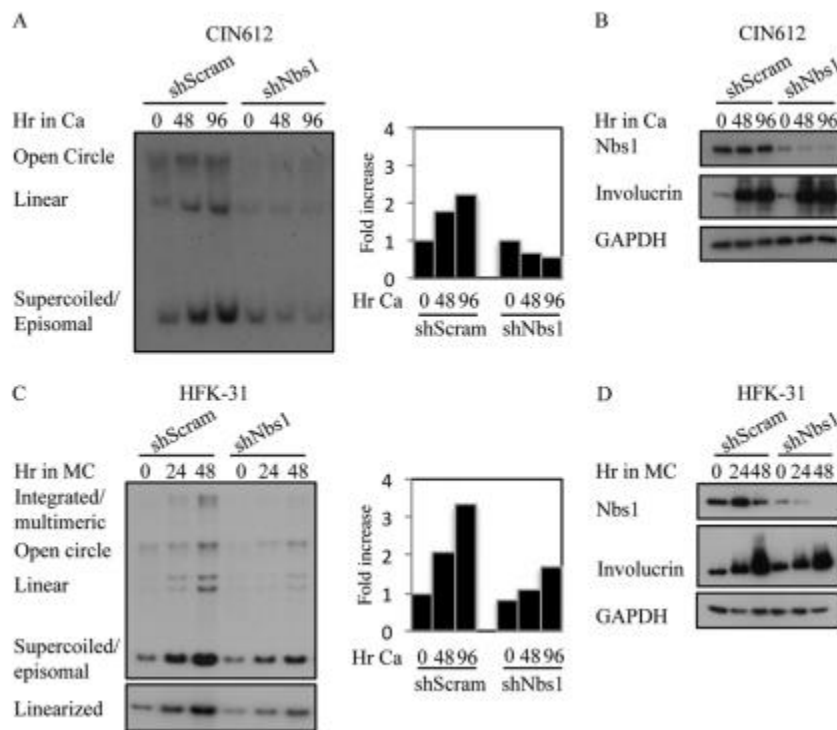 A
CIN612
shScram shNbs1
Hr in Ca 0 48 96 0 48 96
Open Circle
Linear
Supercoiled/
Episomal
Fold increase
4
3
2
1
0
Hr Ca 0 48 96 0 48 96
shScram shNbs1
B
CIN612
shScram shNbs1
Hr in Ca 0 48 96 0 48 96
Nbs1
Involucrin
GAPDH
C
HFK-31
shScram shNbs1
Hr in MC 0 24 48 0 24 48
Integrated/
multimeric
Open circle
Linear
Supercoiled/
episomal
Linearized
Fold increase
4
3
2
1
0
Hr Ca 0 48 96 0 48 96
shScram shNbs1
D
HFK-31
shScram shNbs1
Hr in MC 0 24 48 0 24 48
Nbs1
Involucrin
GAPDH